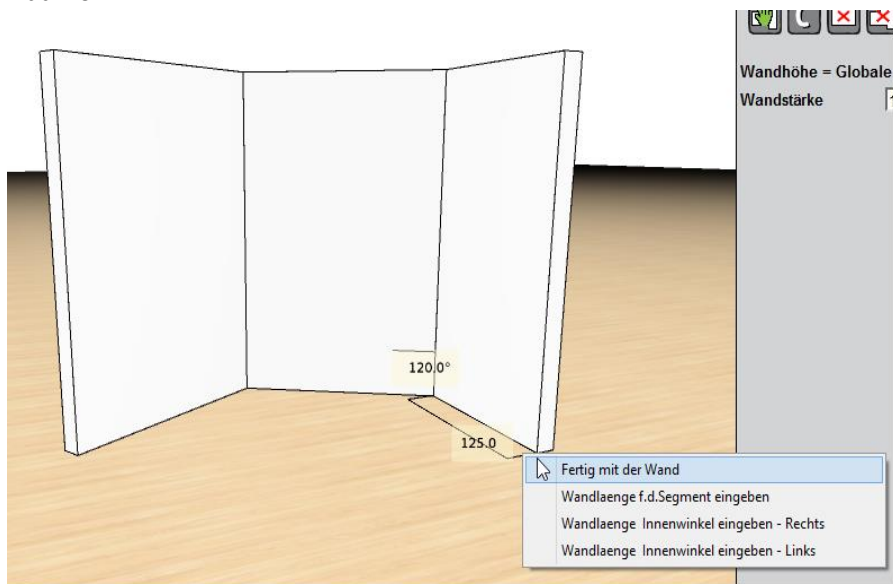 Wandhöhe = Globale
Wandstärke
120.0°
125.0
Fertig mit der Wand
Wandlaenge f.d.Segment eingeben
Wandlaenge Innenwinkel eingeben - Rechts
Wandlaenge Innenwinkel eingeben - Links